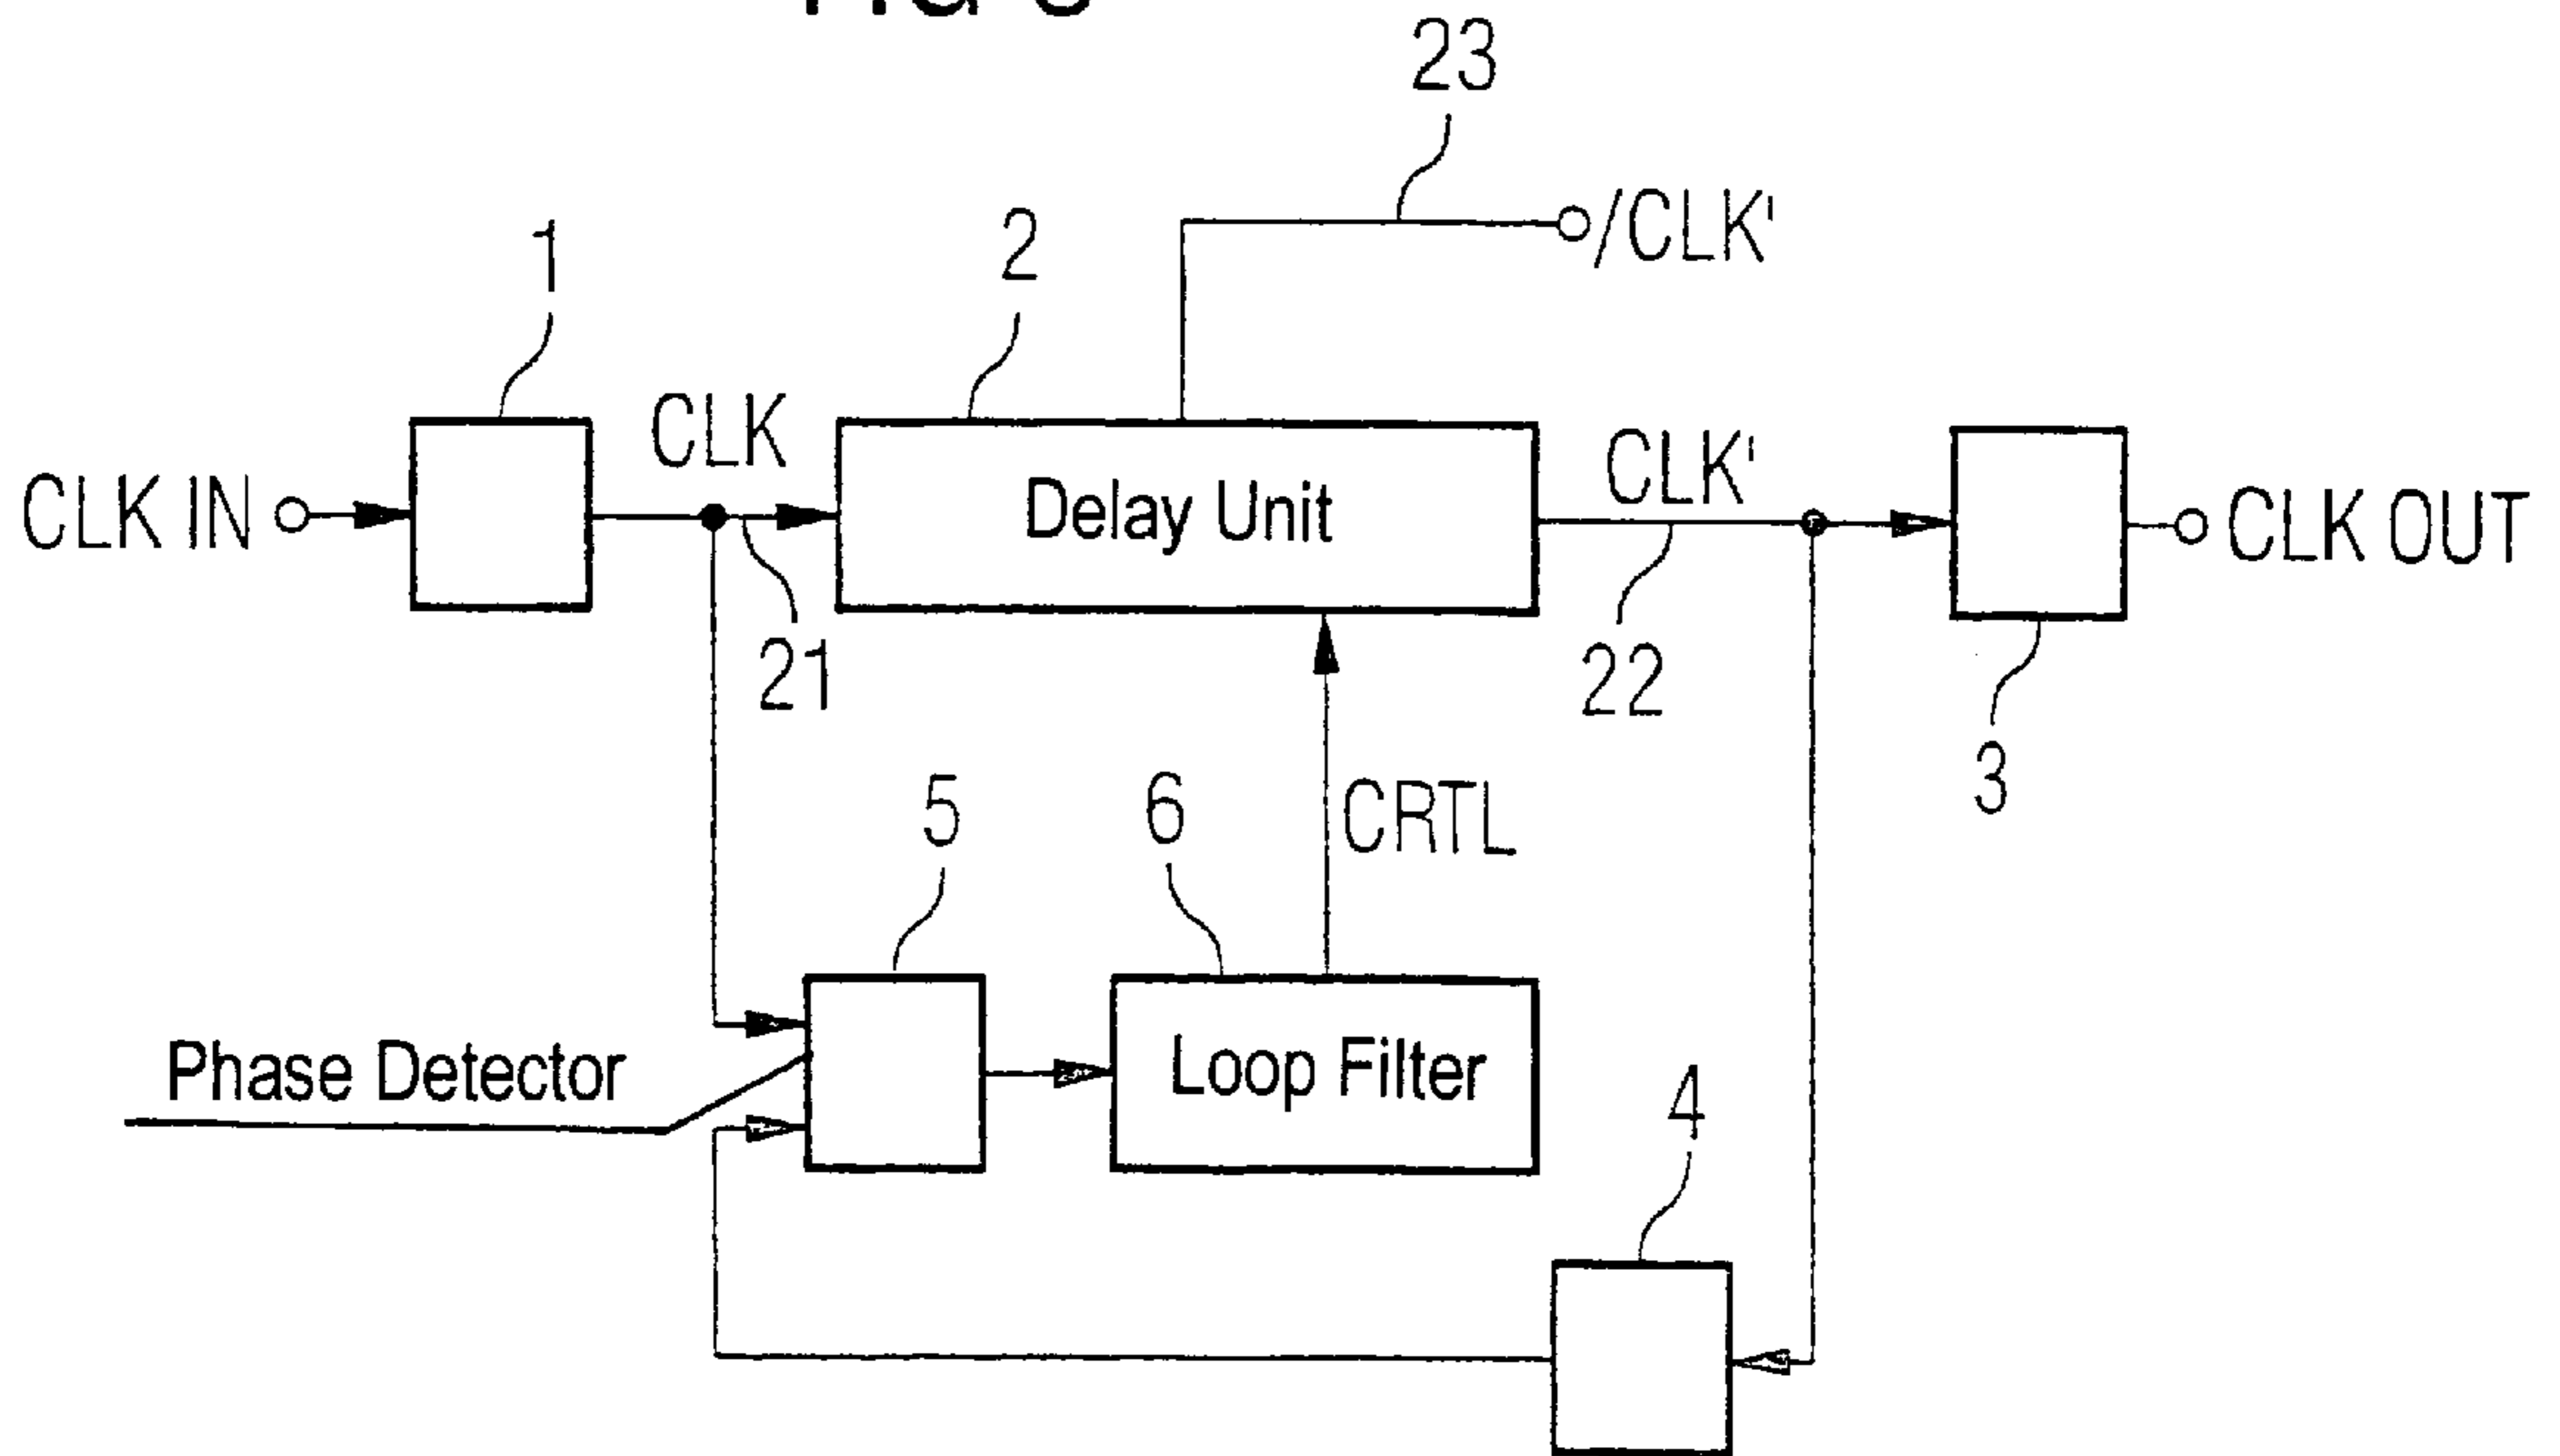 23
/CLK'
1
2
CLK
CLK'
CLK IN
Delay Unit
CLK OUT
21
22
3
5
6
CRTL
Phase Detector
Loop Filter
4